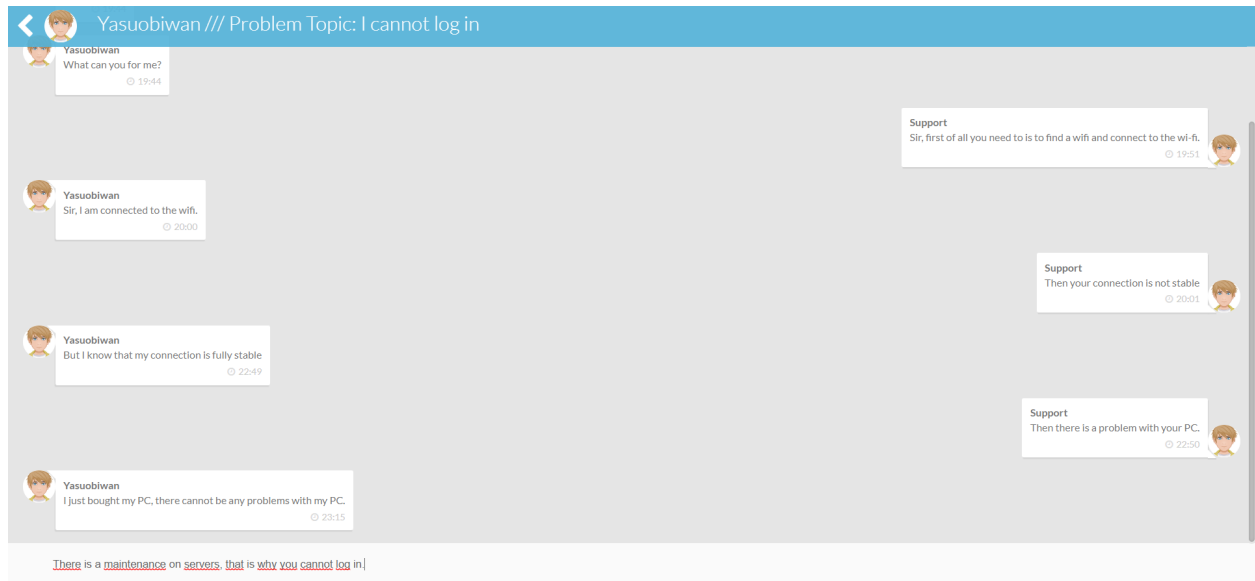 Yasuobiwan /// Problem Topic: I cannot log in
Yasuobiwan
What can you for me?
19:44
Support
Sir, first of all you need to is to find a wifi and connect to the wi-fi.
19:51
Yasuobiwan
Sir, I am connected to the wifi.
20:00
Support
Then your connection is not stable
20:01
Yasuobiwan
But I know that my connection is fully stable
22:49
Support
Then there is a problem with your PC.
22:50
Yasuobiwan
I just bought my PC, there cannot be any problems with my PC.
23:15
There is a maintenance on servers, that is why you cannot log in.